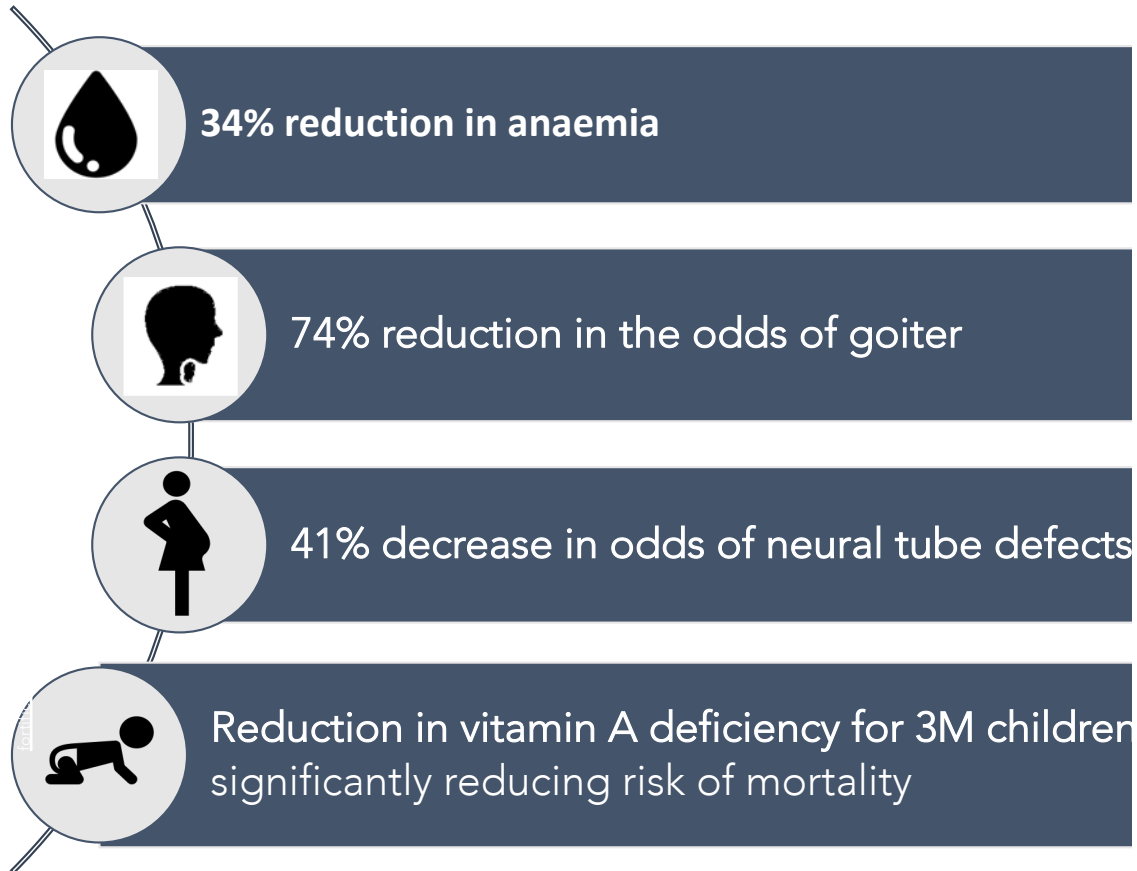 34% reduction in anaemia
74% reduction in the odds of goiter
41% decrease in odds of neural tube defects
Reduction in vitamin A deficiency for 3M children
significantly reducing risk of mortality